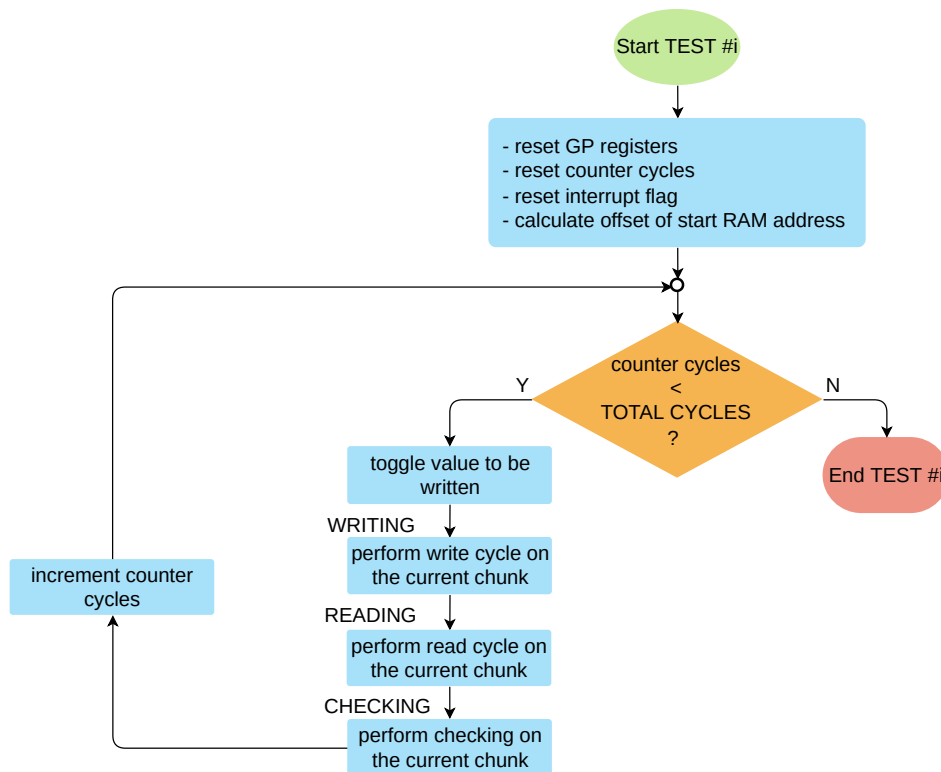 Start TEST #i
- reset GP registers
- reset counter cycles
- reset interrupt flag
- calculate offset of start RAM address
counter cycles
<
TOTAL CYCLES
?
Y
N
End TEST #i
toggle value to be
written
WRITING
perform write cycle on
the current chunk
READING
perform read cycle on
the current chunk
CHECKING
perform checking on
the current chunk
increment counter
cycles